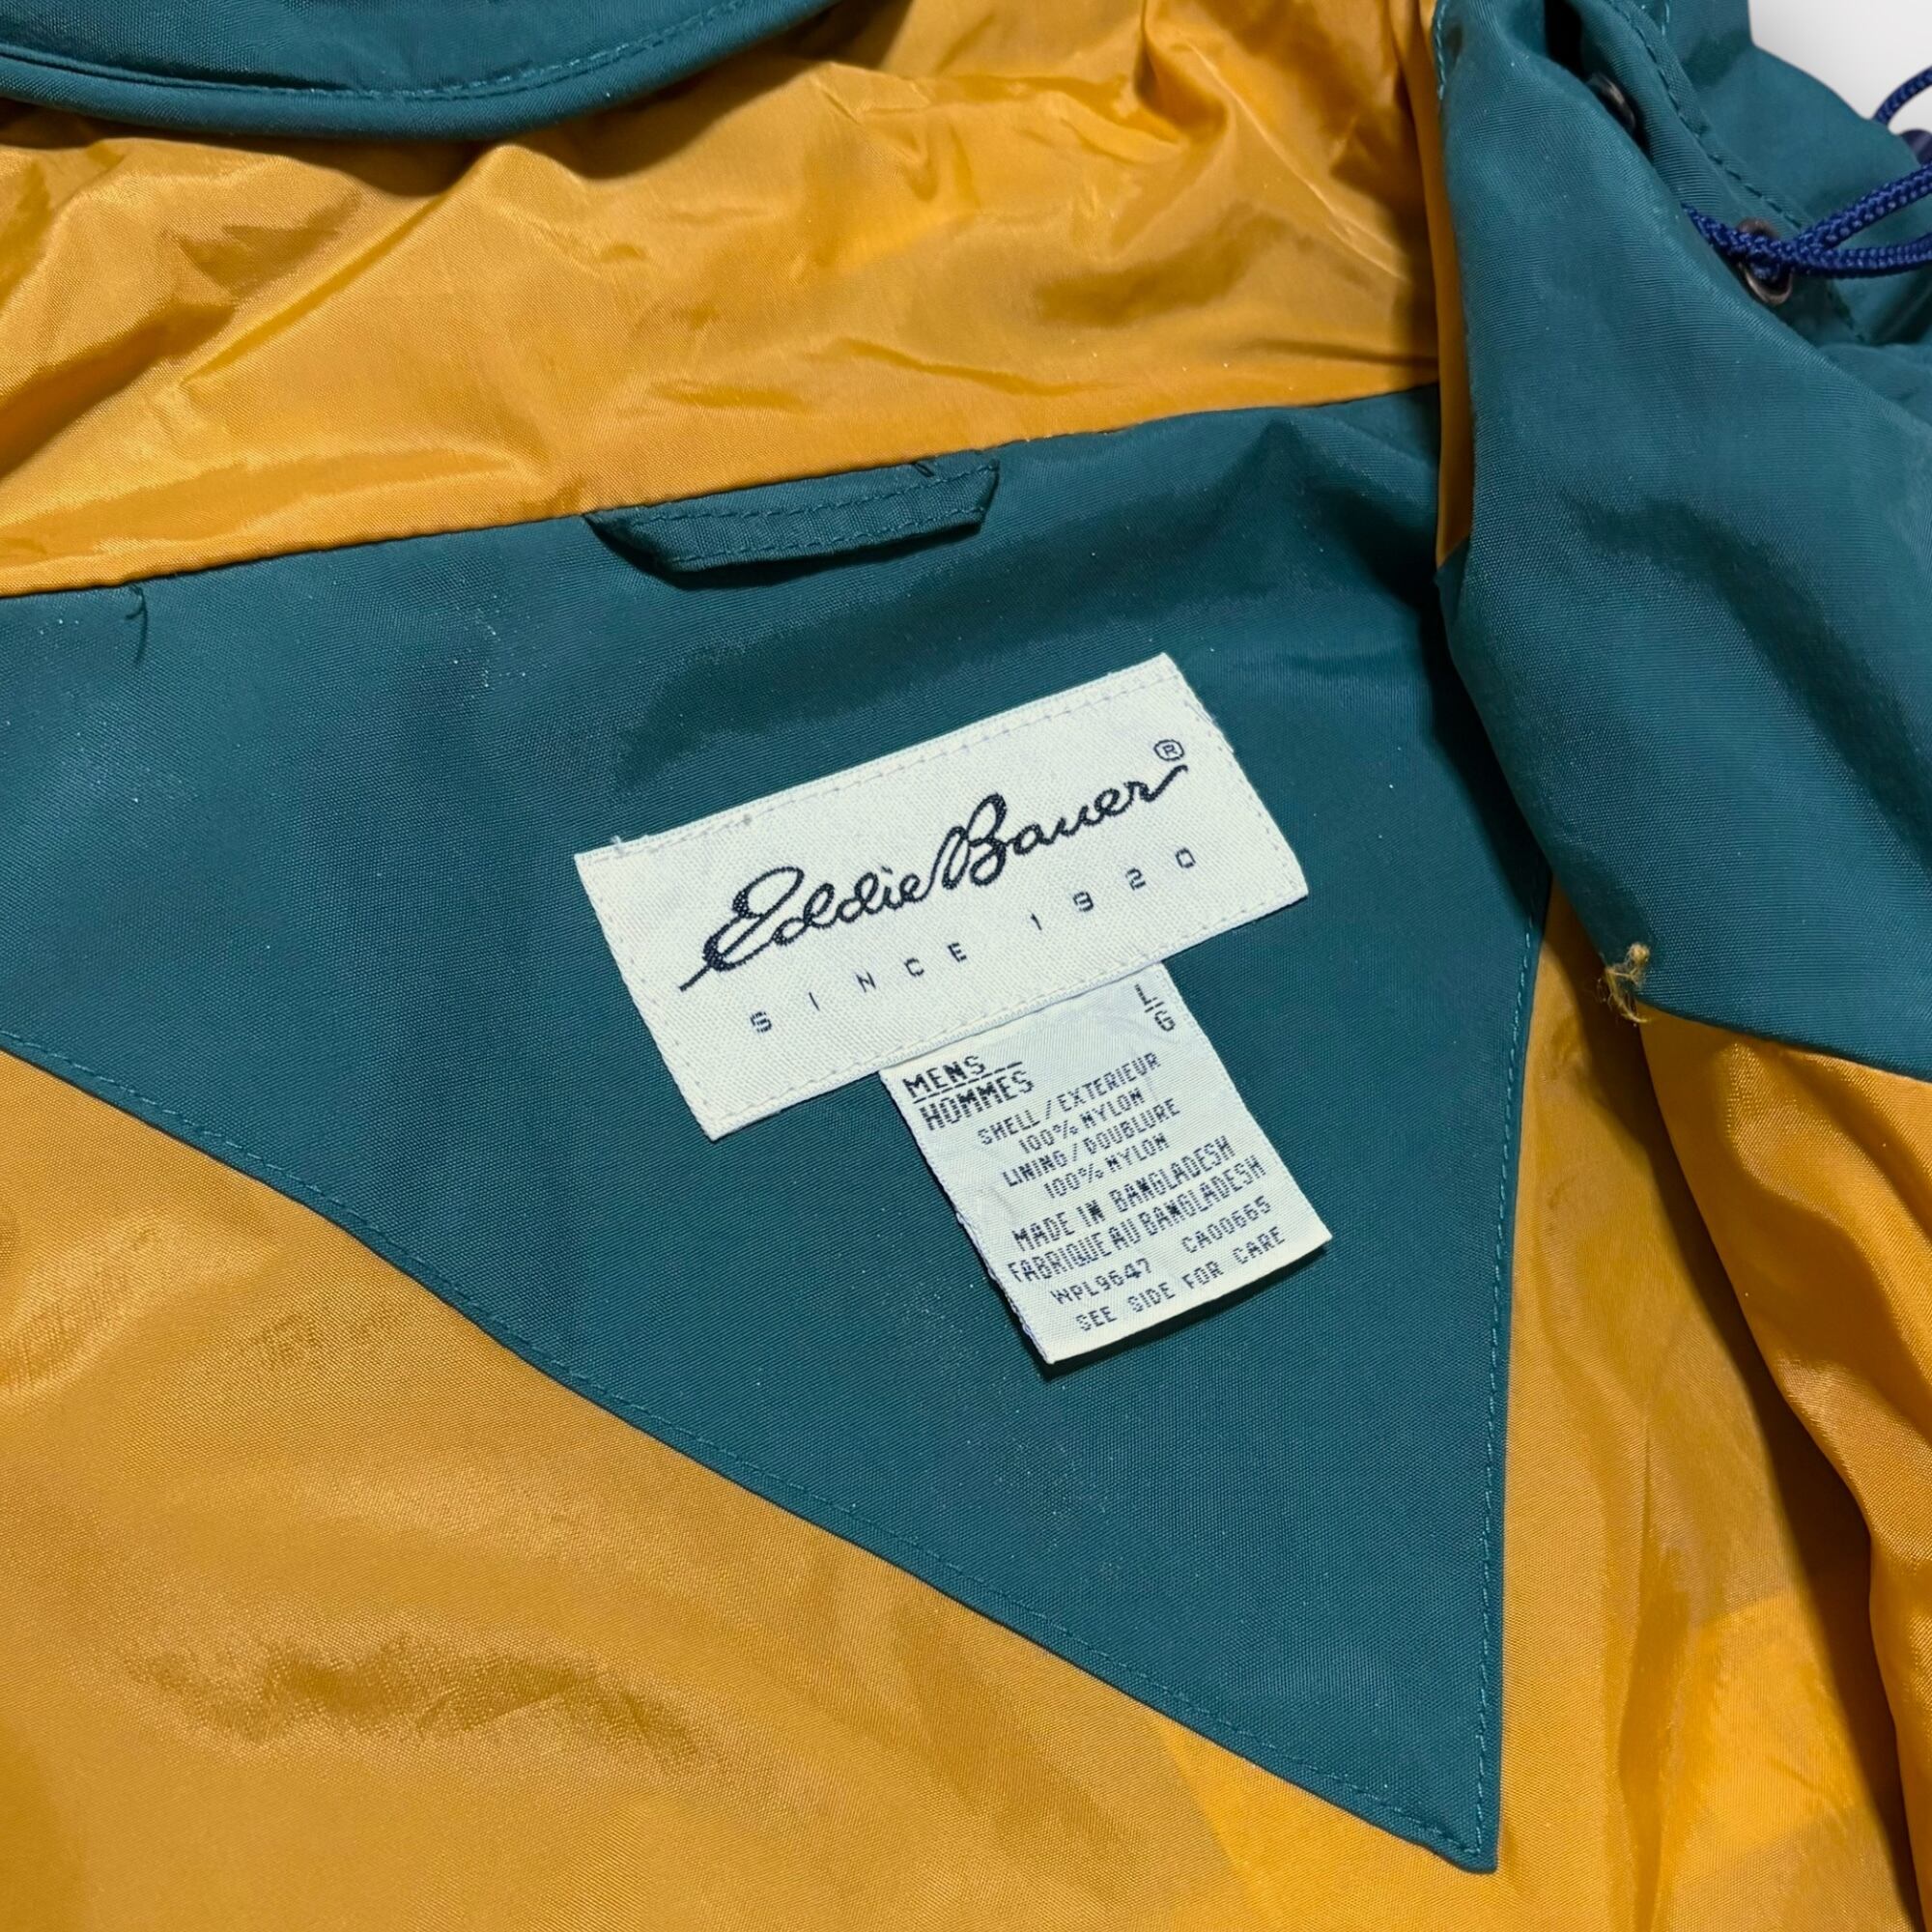 Eddie Bauer®
SINCE 1920
L/G
MENS
HOMMES
SHELL/EXTERIEUR
100% NYLON
LINING/DOUBLURE
100% NYLON
MADE IN BANGLADESH
FABRIQUE AU BANGLADESH
WPL9647 CA00665
SEE SIDE FOR CARE